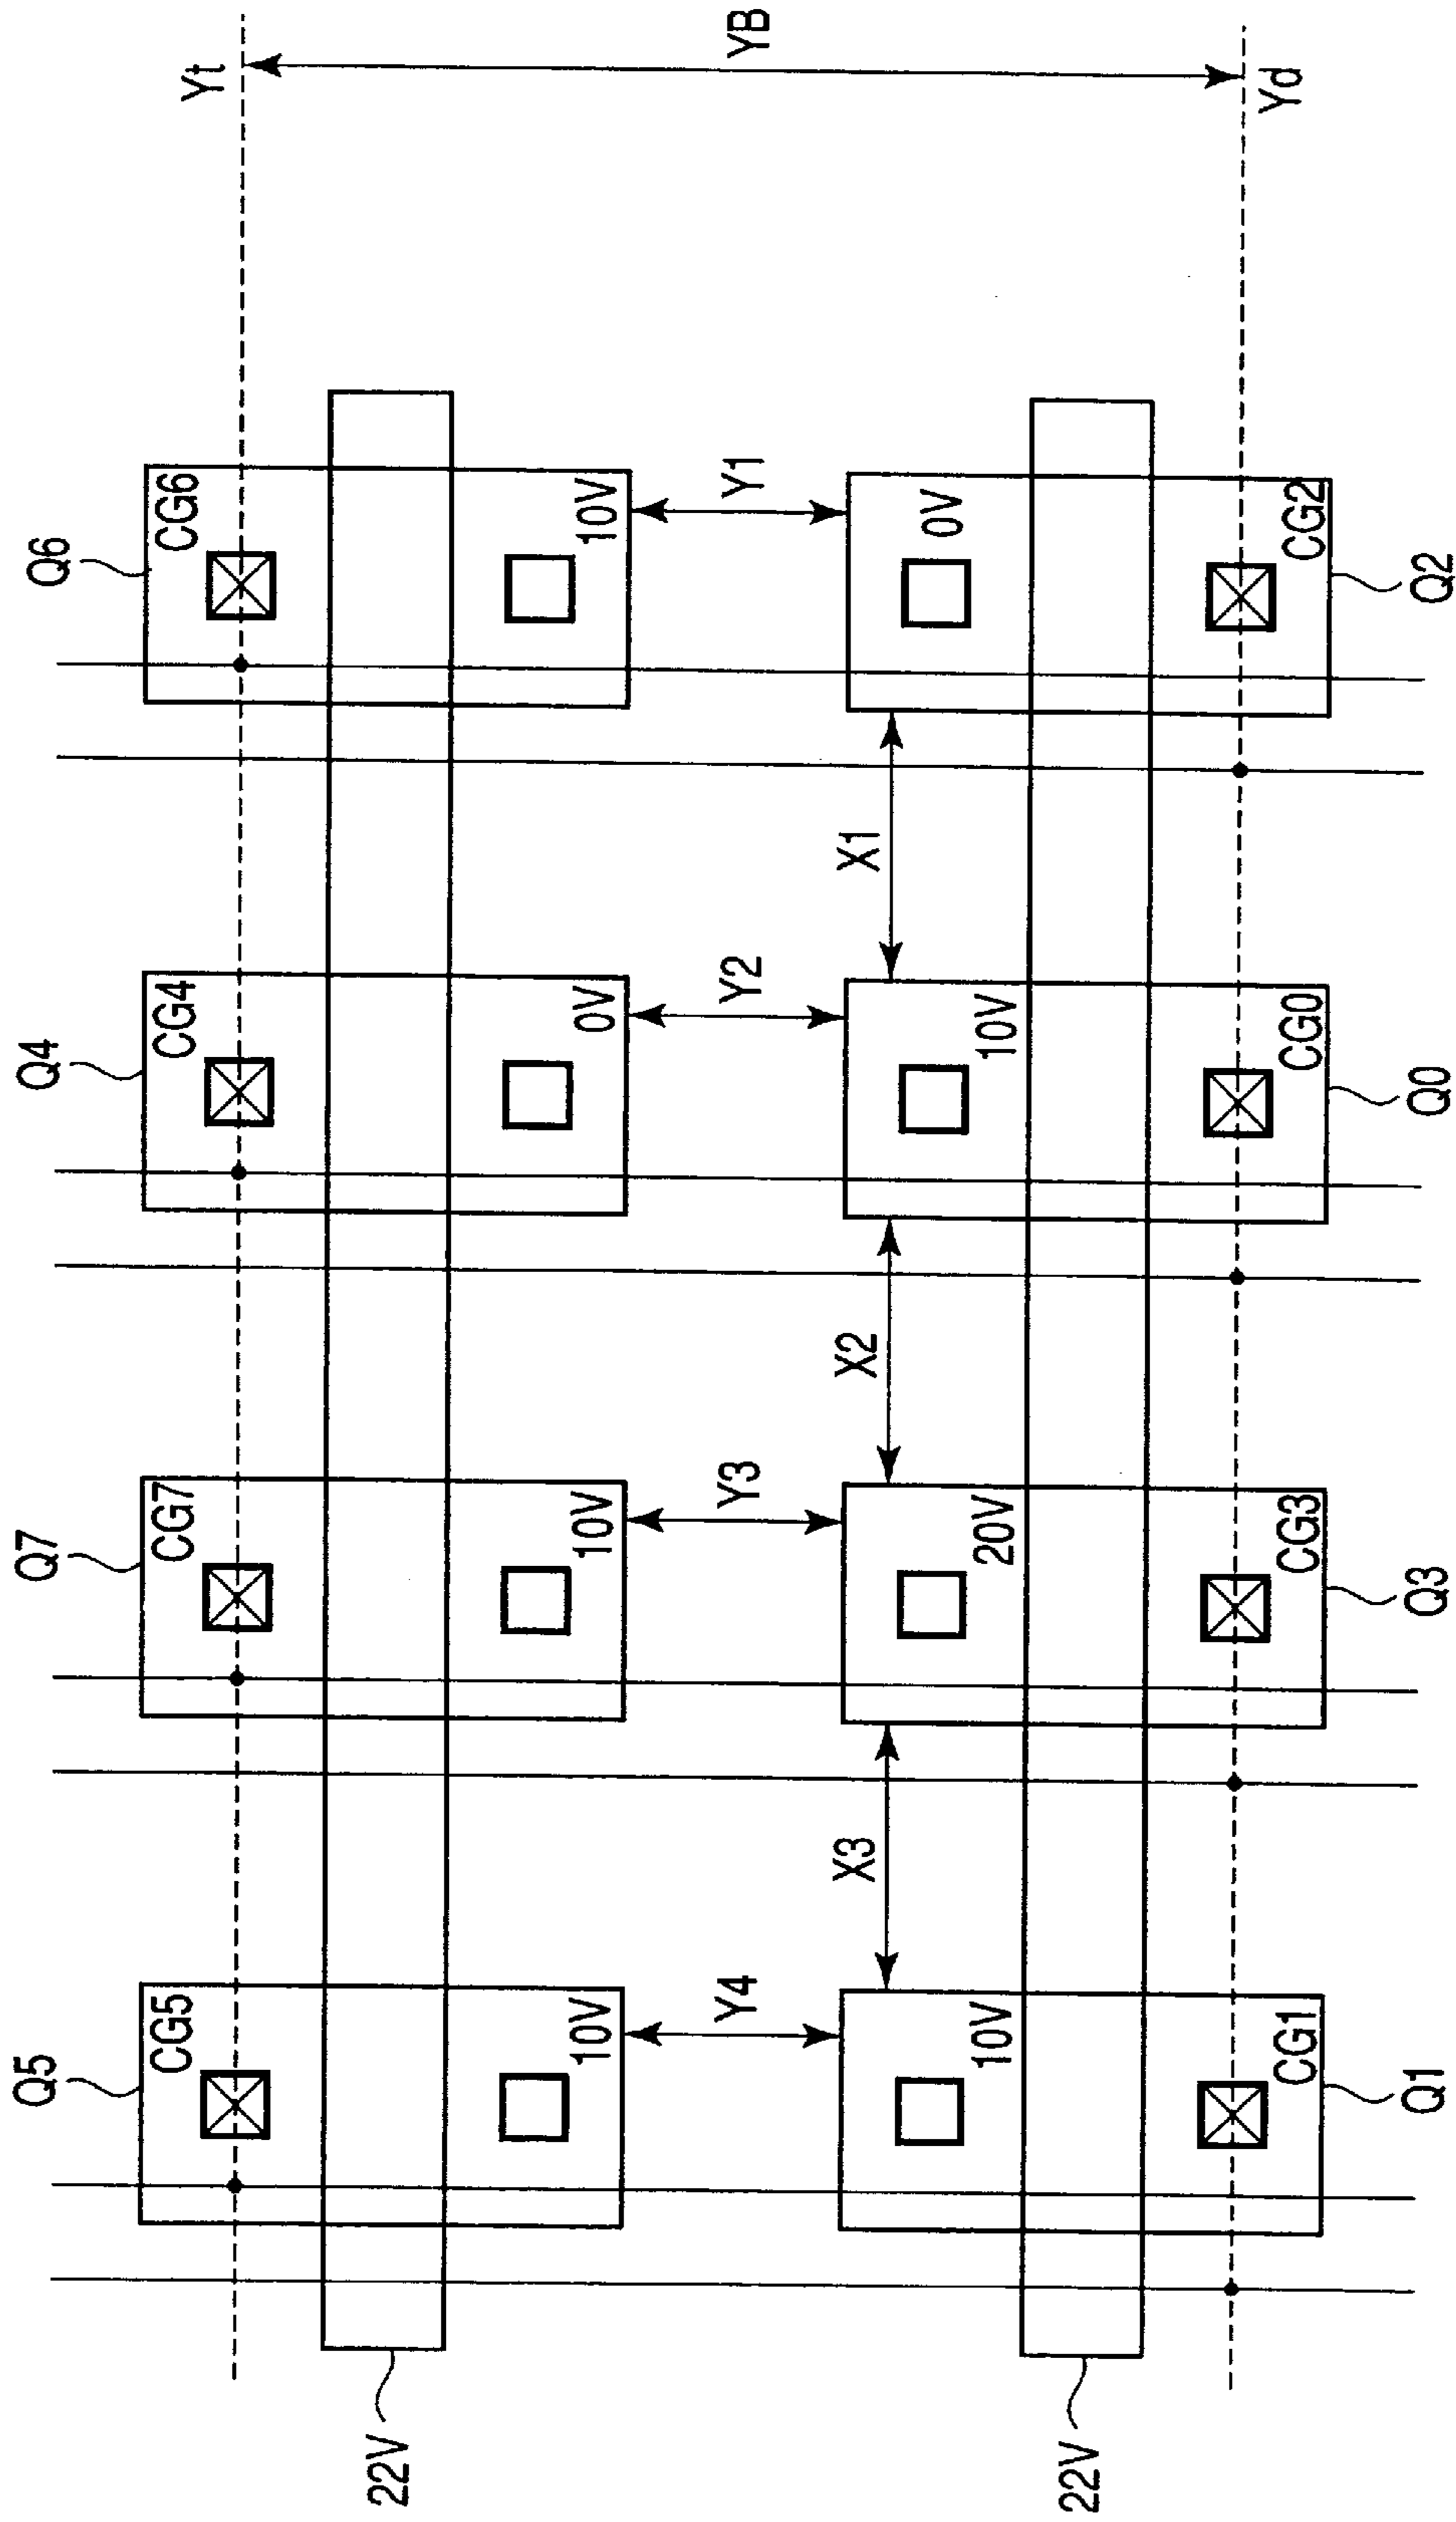 Q5 Q7 Q4 Q6
CG5 CG7 CG4 CG6 Yt
22V
10V 10V 0V 10V
Y4 Y3 Y2 Y1 YB
X3 X2 X1
10V 20V 10V 0V
22V
CG1 CG3 CG0 CG2 Yd
Q1 Q3 Q0 Q2